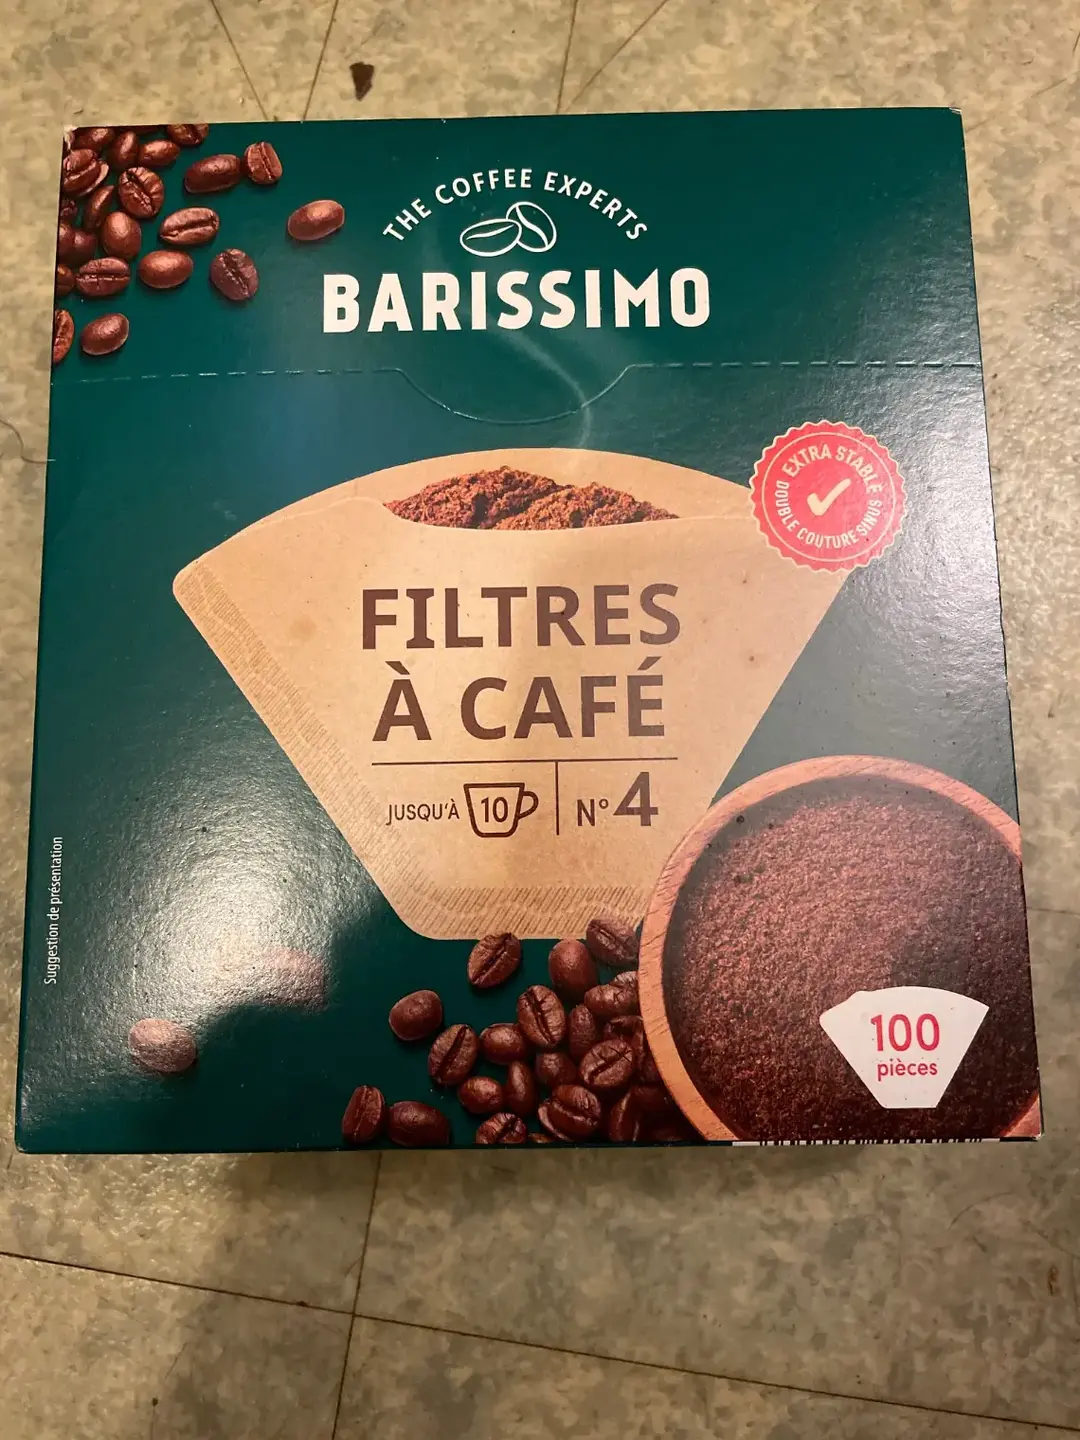 THE COFFEE EXPERTS
BARISSIMO
EXTRA STABLE
DOUBLE COUTURE SINUS
FILTRES
À CAFÉ
JUSQU'À 10
N° 4
Suggestion de présentation
100
pièces